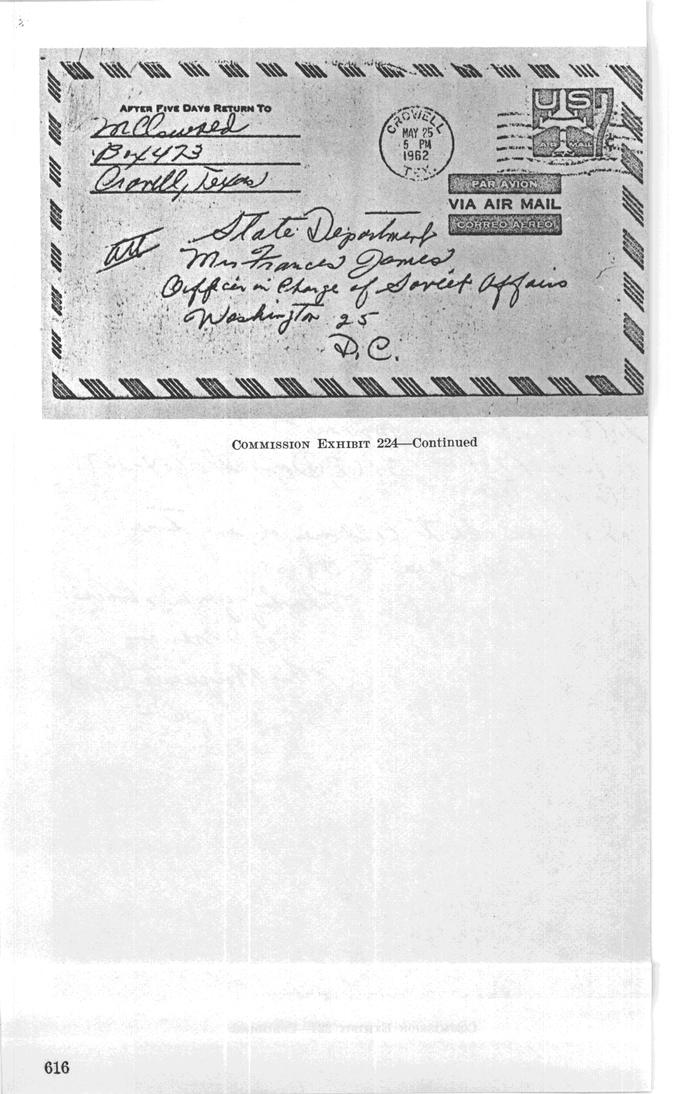 AFTER FIVE DAYS RETURN TO
M C Oswald
Box 473
Crowell, Texas
CROWELL
MAY 25
5 PM
1962
TEX.
US
AIR MAIL
7¢
PAR AVION
VIA AIR MAIL
CORREO AEREO
State Department
att Mrs Frances James
Officer in Charge of Soviet Affairs
Washington 25
D.C.
COMMISSION EXHIBIT 224—Continued
616